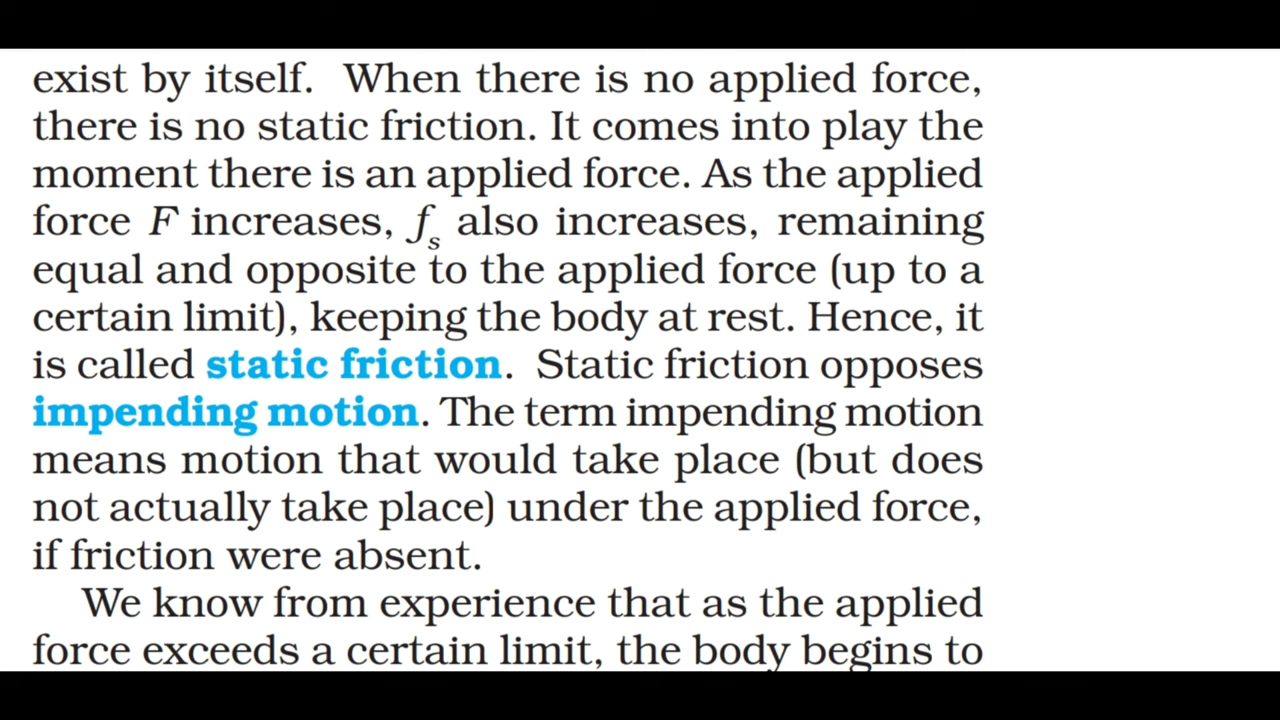 exist by itself. When there is no applied force,
there is no static friction. It comes into play the
moment there is an applied force. As the applied
force F increases, fs also increases, remaining
equal and opposite to the applied force (up to a
certain limit), keeping the body at rest. Hence, it
is called static friction. Static friction opposes
impending motion. The term impending motion
means motion that would take place (but does
not actually take place) under the applied force,
if friction were absent.
We know from experience that as the applied
force exceeds a certain limit, the body begins to